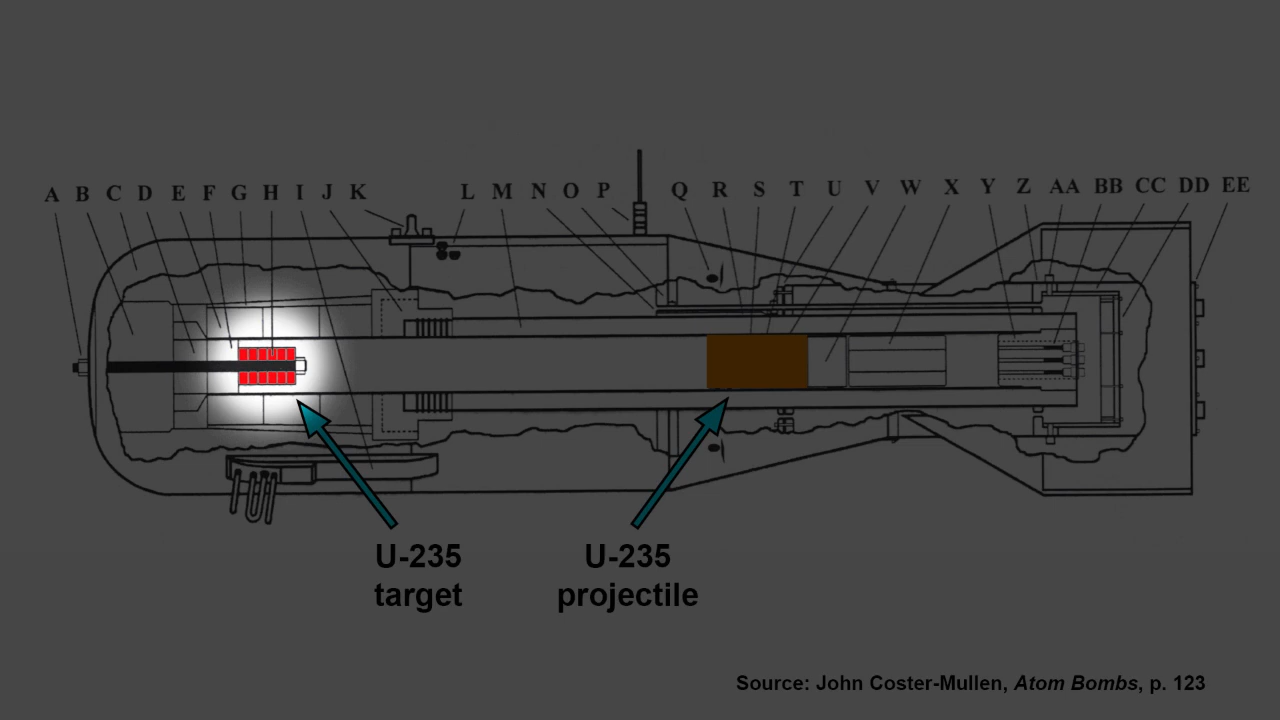 A B C D E F G H I J K L M N O P Q R S T U V W X Y Z AA BB CC DD EE
U-235
target
U-235
projectile
Source: John Coster-Mullen, Atom Bombs, p. 123